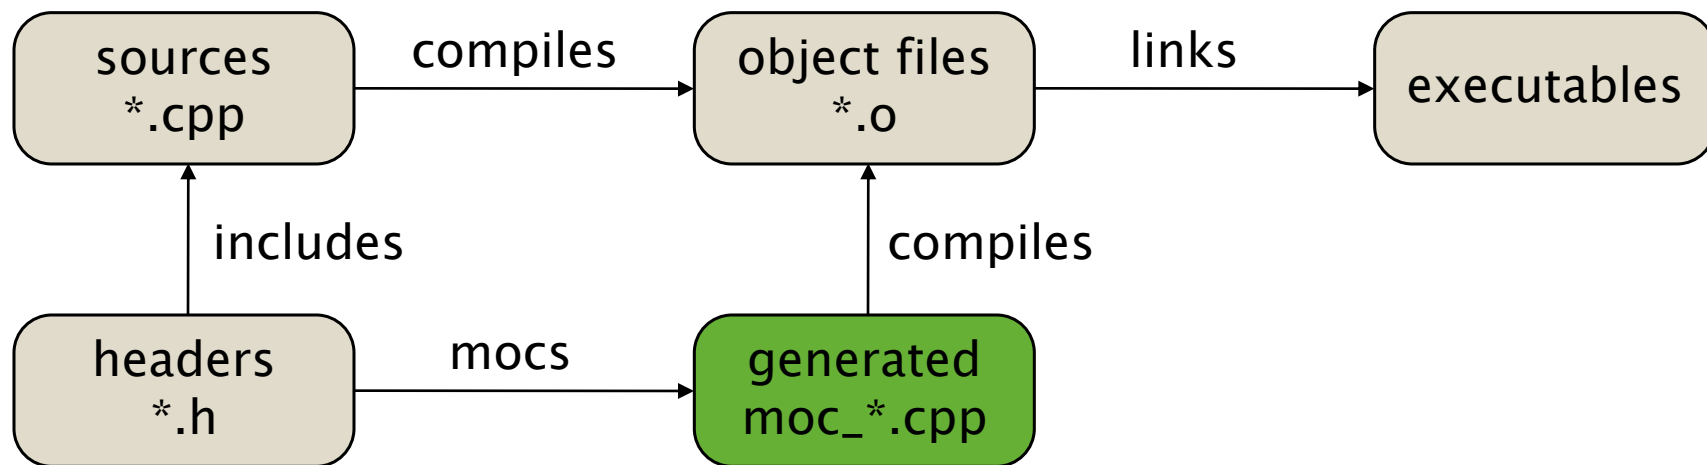 sources
*.cpp
compiles
object files
*.o
links
executables
includes
compiles
headers
*.h
mocs
generated
moc_*.cpp